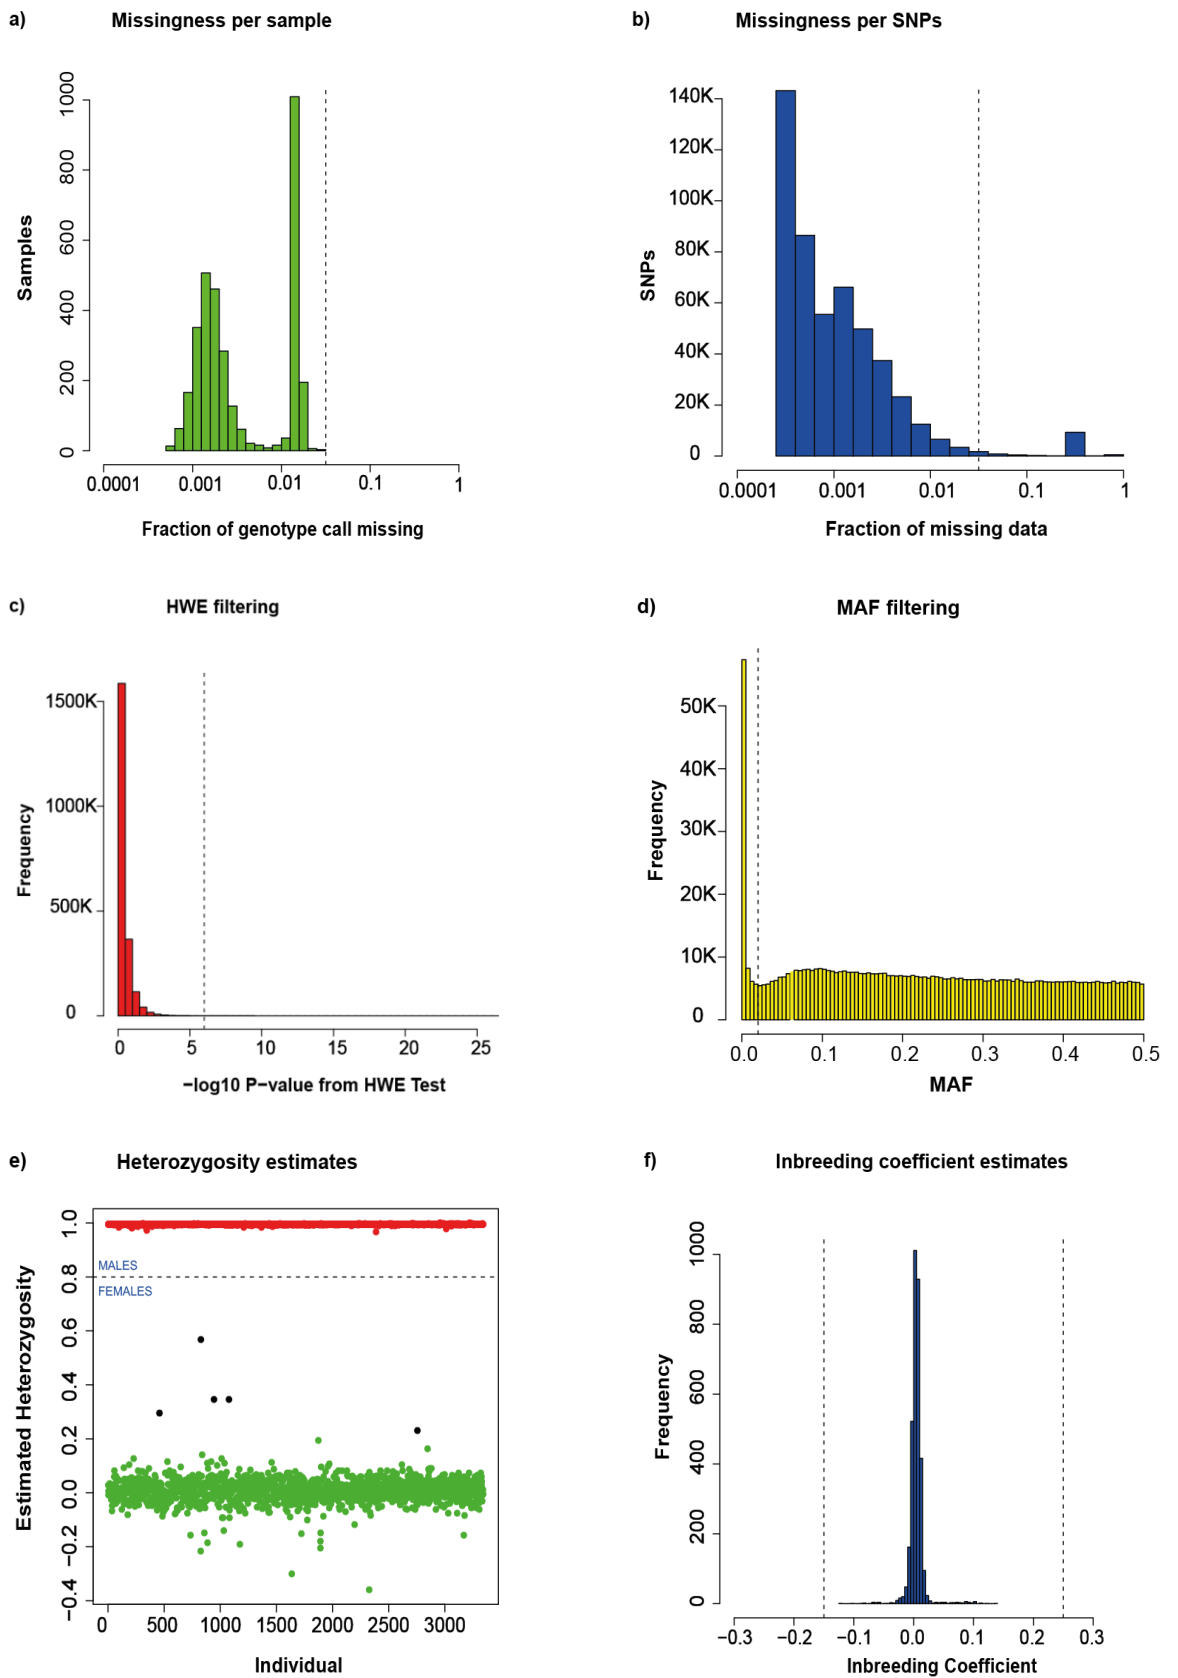 a) Missingness per sample
1000
800
600
400
200
0
Samples
0.0001 0.001 0.01 0.1 1
Fraction of genotype call missing
b) Missingness per SNPs
140K
120K
100K
80K
60K
40K
20K
0
SNPs
0.0001 0.001 0.01 0.1 1
Fraction of missing data
c) HWE filtering
1500K
1000K
500K
0
Frequency
0 5 10 15 20 25
−log10 P−value from HWE Test
d) MAF filtering
50K
40K
30K
20K
10K
0
Frequency
0.0 0.1 0.2 0.3 0.4 0.5
MAF
e) Heterozygosity estimates
1.0
0.8
0.6
0.4
0.2
0.0
−0.2
−0.4
Estimated Heterozygosity
MALES
FEMALES
0 500 1000 1500 2000 2500 3000
Individual
f) Inbreeding coefficient estimates
1000
800
600
400
200
0
Frequency
−0.3 −0.2 −0.1 0.0 0.1 0.2 0.3
Inbreeding Coefficient